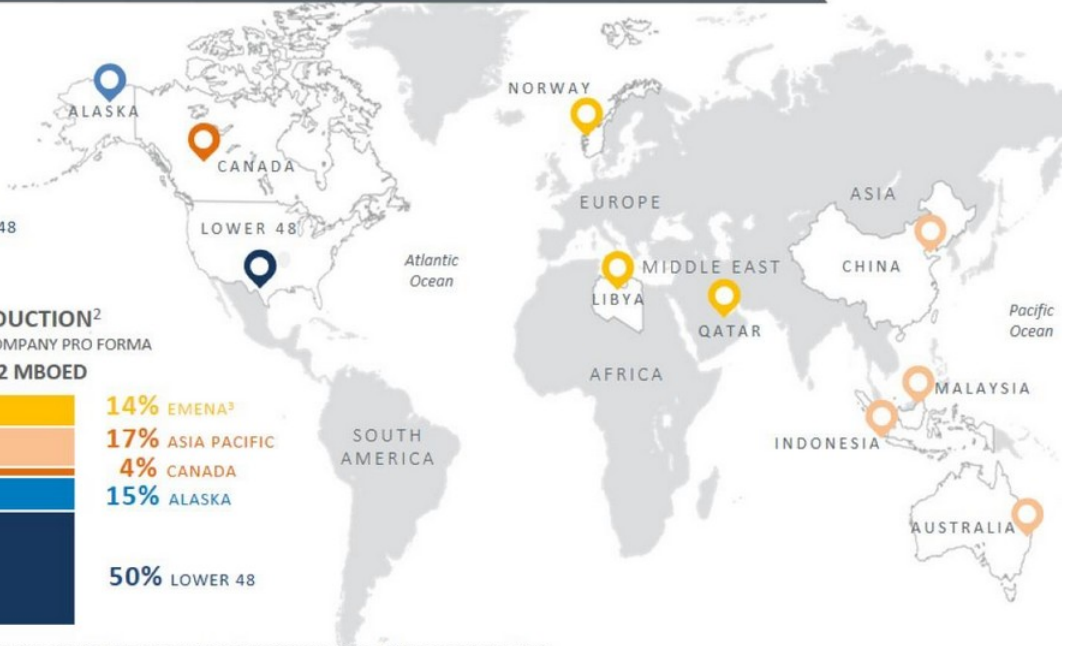 NORWAY
ALASKA
CANADA
ASIA
EUROPE
48
LOWER 48
Atlantic
Ocean
MIDDLE EAST
CHINA
LIBYA
QATAR
Pacific
Ocean
DUCTION²
OMPANY PRO FORMA
2 MBOED
AFRICA
MALAYSIA
14% EMENA³
17% ASIA PACIFIC
4% CANADA
15% ALASKA
50% LOWER 48
SOUTH
AMERICA
INDONESIA
AUSTRALIA